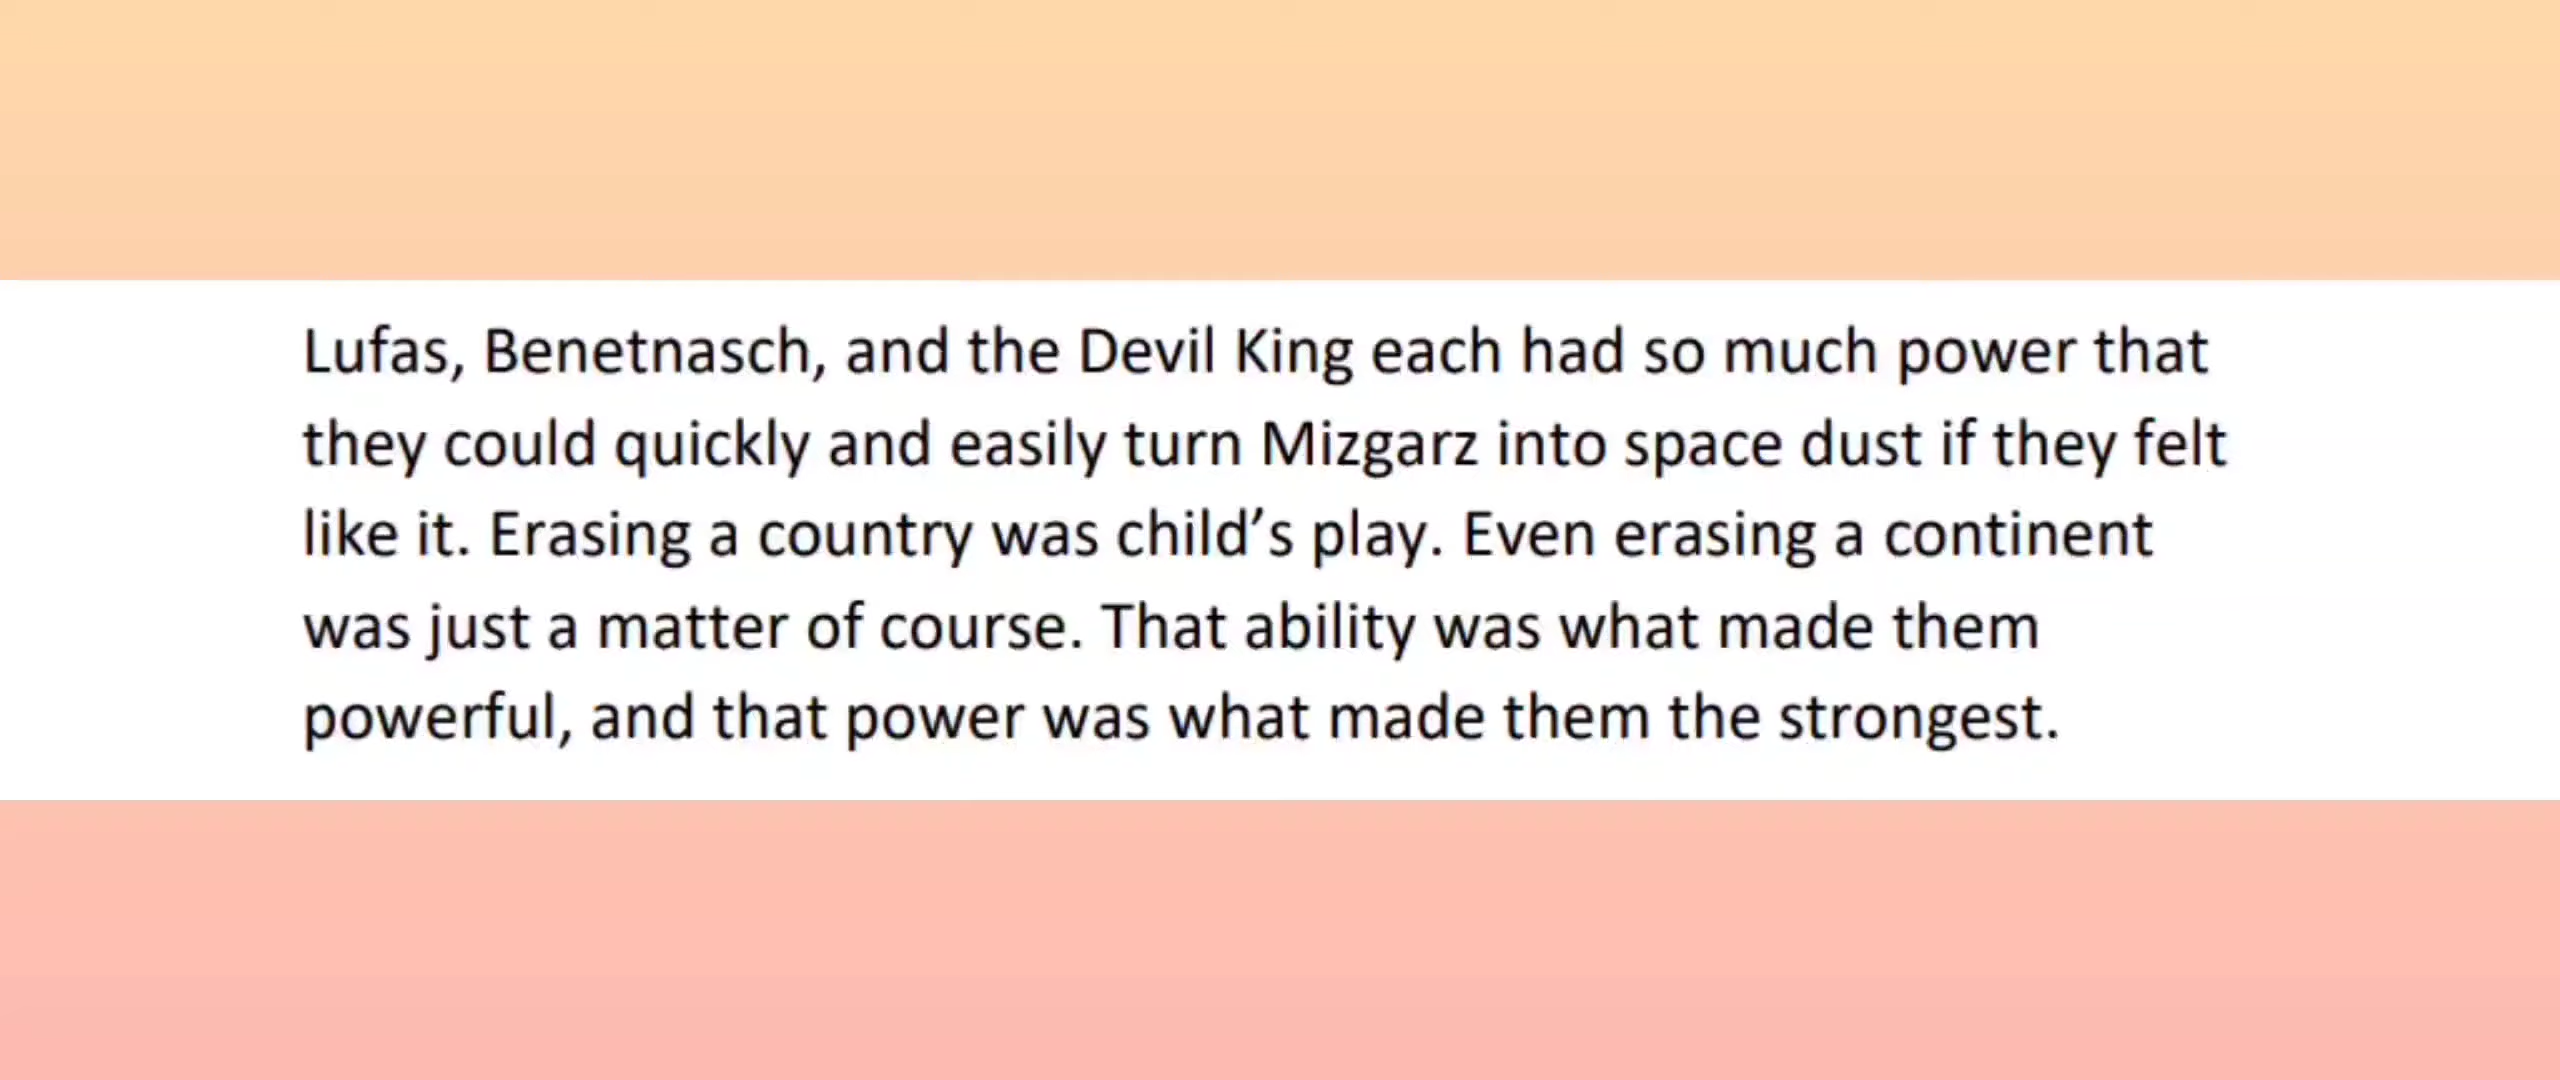 Lufas, Benetnasch, and the Devil King each had so much power that
they could quickly and easily turn Mizgarz into space dust if they felt
like it. Erasing a country was child’s play. Even erasing a continent
was just a matter of course. That ability was what made them
powerful, and that power was what made them the strongest.